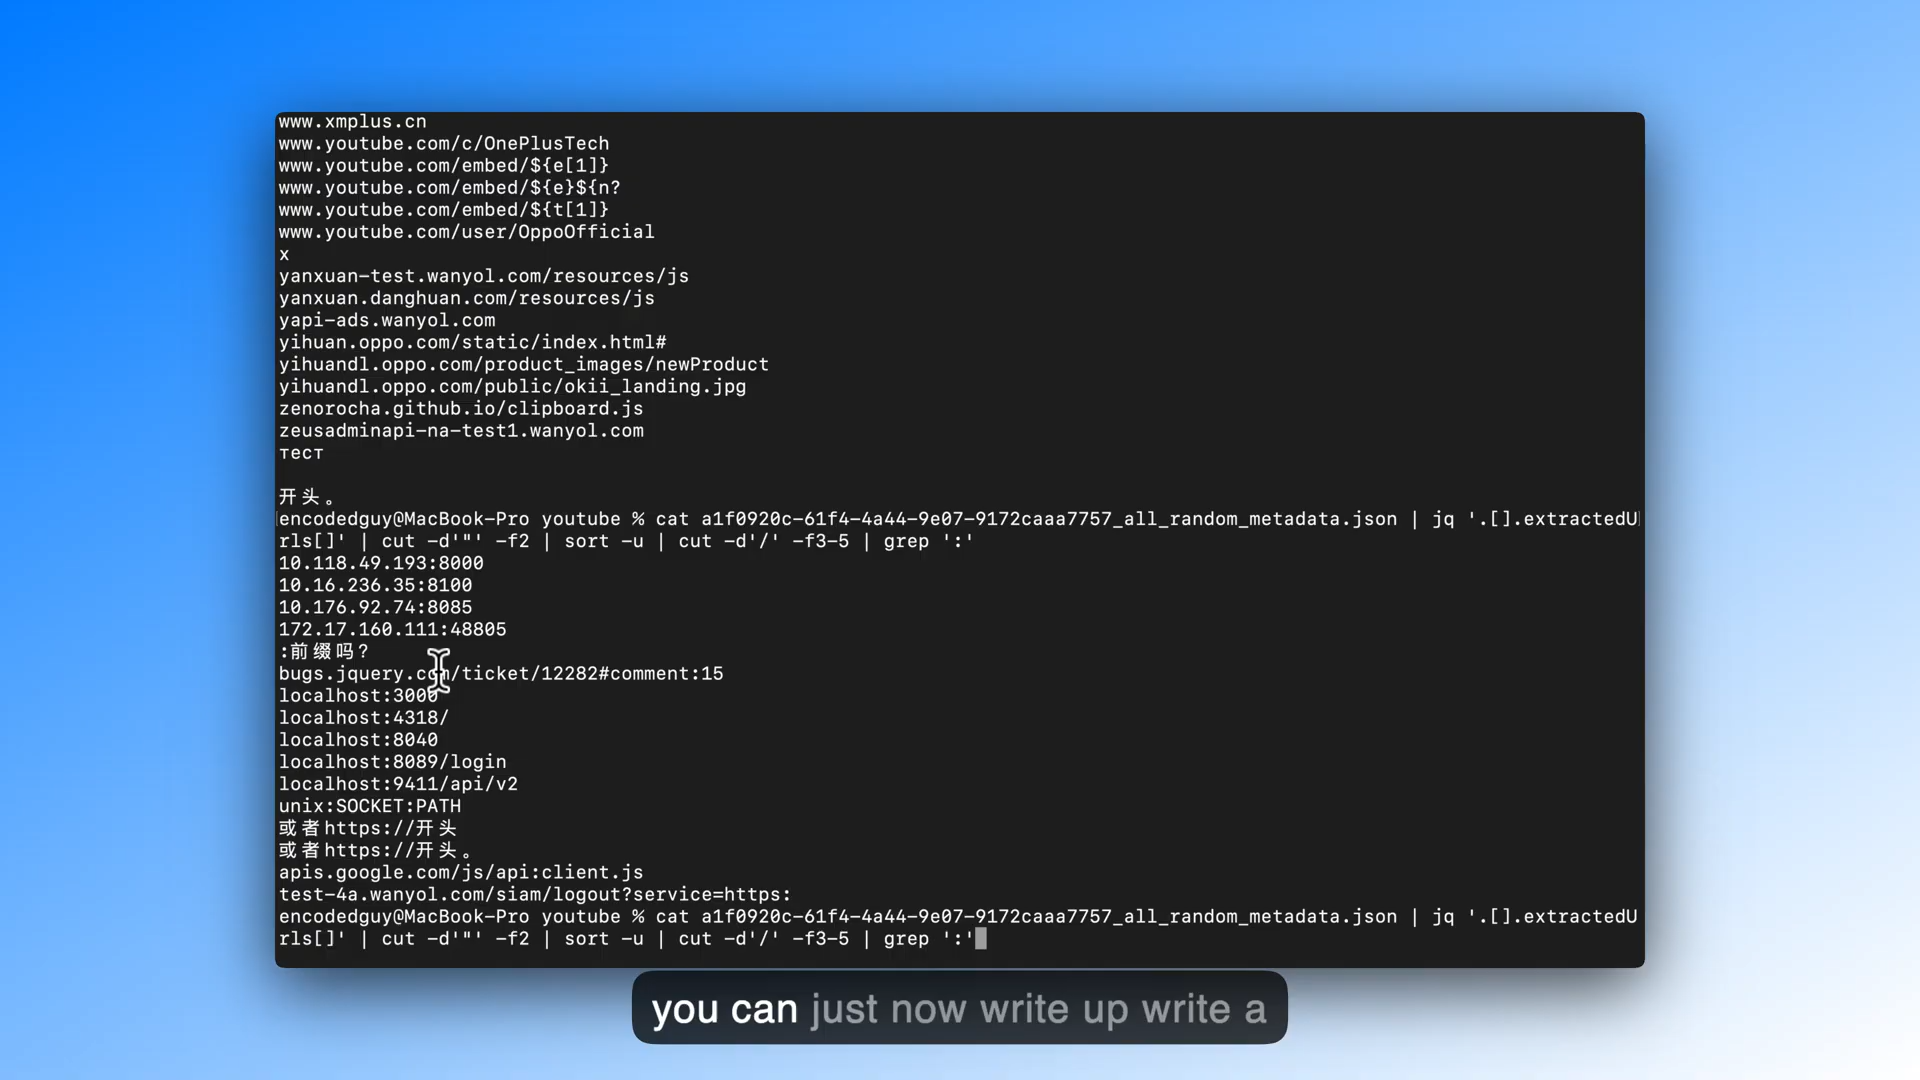 www.xmplus.cn
www.youtube.com/c/OnePlusTech
www.youtube.com/embed/${e[1]}
www.youtube.com/embed/${e}${n?
www.youtube.com/embed/${t[1]}
www.youtube.com/user/OppoOfficial
x
yanxuan-test.wanyol.com/resources/js
yanxuan.danghuan.com/resources/js
yapi-ads.wanyol.com
yihuan.oppo.com/static/index.html#
yihuandl.oppo.com/product_images/newProduct
yihuandl.oppo.com/public/okii_landing.jpg
zenorocha.github.io/clipboard.js
zeusadminapi-na-test1.wanyol.com
тест
开头。
encodedguy@MacBook-Pro youtube % cat a1f0920c-61f4-4a44-9e07-9172caaa7757_all_random_metadata.json | jq '.[].extractedU
rls[]' | cut -d'"' -f2 | sort -u | cut -d'/' -f3-5 | grep ':'
10.118.49.193:8000
10.16.236.35:8100
10.176.92.74:8085
172.17.160.111:48805
:前缀吗?
bugs.jquery.com/ticket/12282#comment:15
localhost:3000
localhost:4318/
localhost:8040
localhost:8089/login
localhost:9411/api/v2
unix:SOCKET:PATH
或者https://开头
或者https://开头。
apis.google.com/js/api:client.js
test-4a.wanyol.com/siam/logout?service=https:
encodedguy@MacBook-Pro youtube % cat a1f0920c-61f4-4a44-9e07-9172caaa7757_all_random_metadata.json | jq '.[].extractedU
rls[]' | cut -d'"' -f2 | sort -u | cut -d'/' -f3-5 | grep ':'
you can just now write up write a